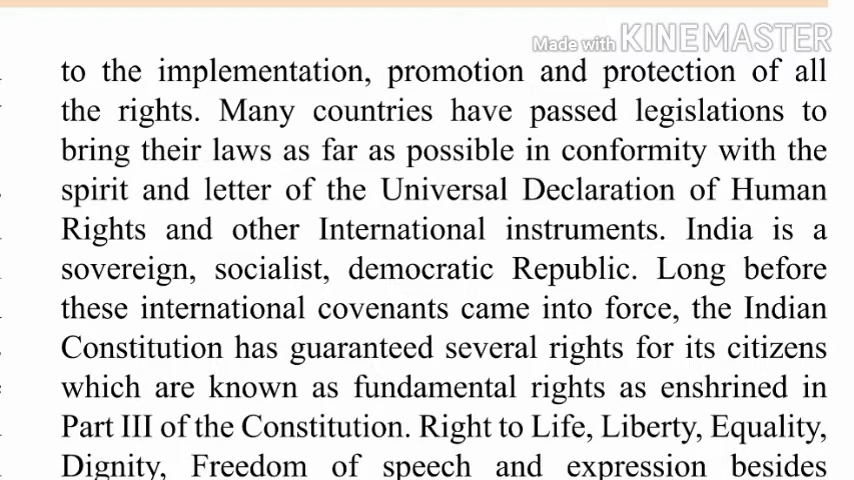 Made with KINEMASTER
to the implementation, promotion and protection of all
the rights. Many countries have passed legislations to
bring their laws as far as possible in conformity with the
spirit and letter of the Universal Declaration of Human
Rights and other International instruments. India is a
sovereign, socialist, democratic Republic. Long before
these international covenants came into force, the Indian
Constitution has guaranteed several rights for its citizens
which are known as fundamental rights as enshrined in
Part III of the Constitution. Right to Life, Liberty, Equality,
Dignity, Freedom of speech and expression besides